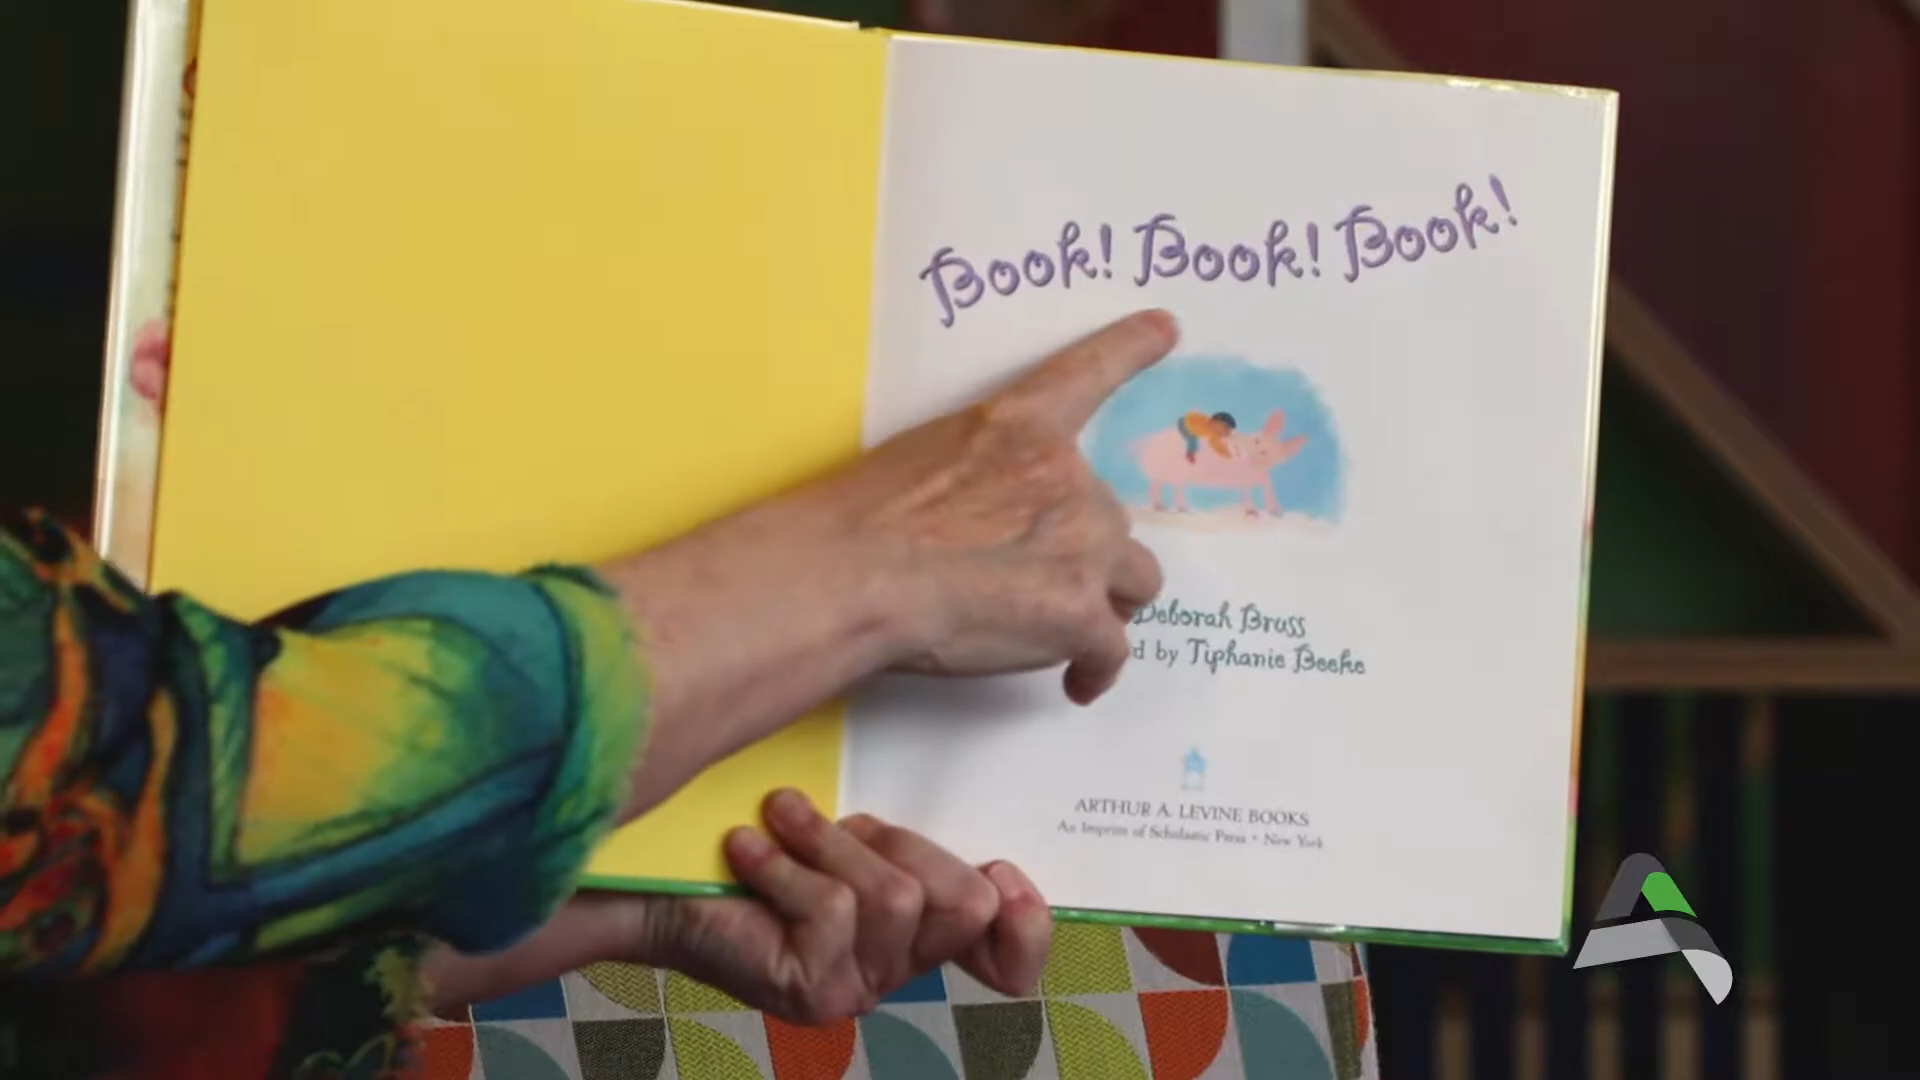 Book! Book! Book!
Deborah Bruss
d by Tiphanie Beeke
ARTHUR A. LEVINE BOOKS
An Imprint of Scholastic Press • New York